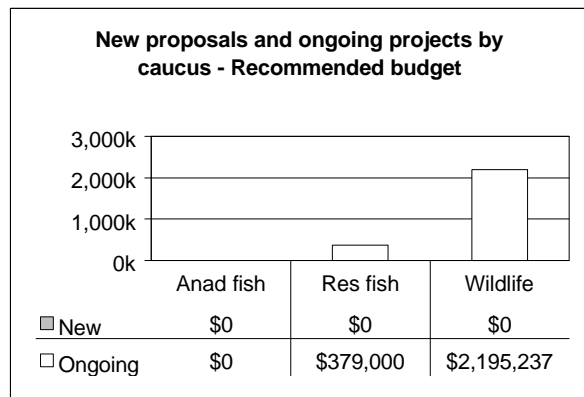 New proposals and ongoing projects by
caucus - Recommended budget
3,000k
2,000k
1,000k
0k
Anad fish Res fish Wildlife
New $0 $0 $0
Ongoing $0 $379,000 $2,195,237